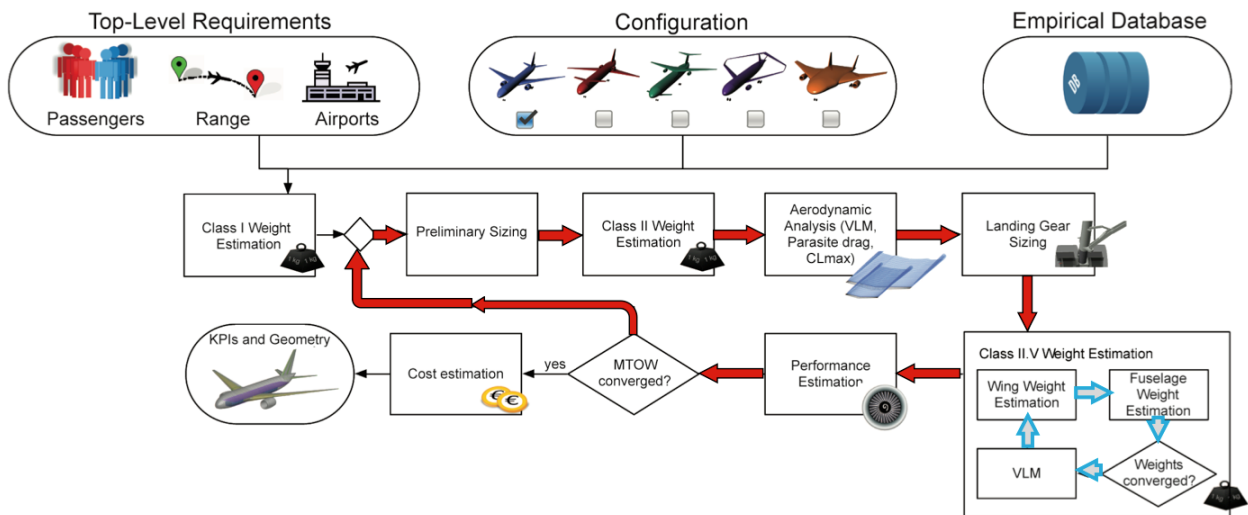 Top-Level Requirements
Configuration
Empirical Database
Passengers
Range
Airports
DB
Class I Weight
Estimation
Preliminary Sizing
Class II Weight
Estimation
Aerodynamic
Analysis (VLM,
Parasite drag,
CLmax)
Landing Gear
Sizing
KPIs and Geometry
Cost estimation
yes
MTOW
converged?
Performance
Estimation
Class II.V Weight Estimation
Wing Weight
Estimation
Fuselage
Weight
Estimation
VLM
Weights
converged?